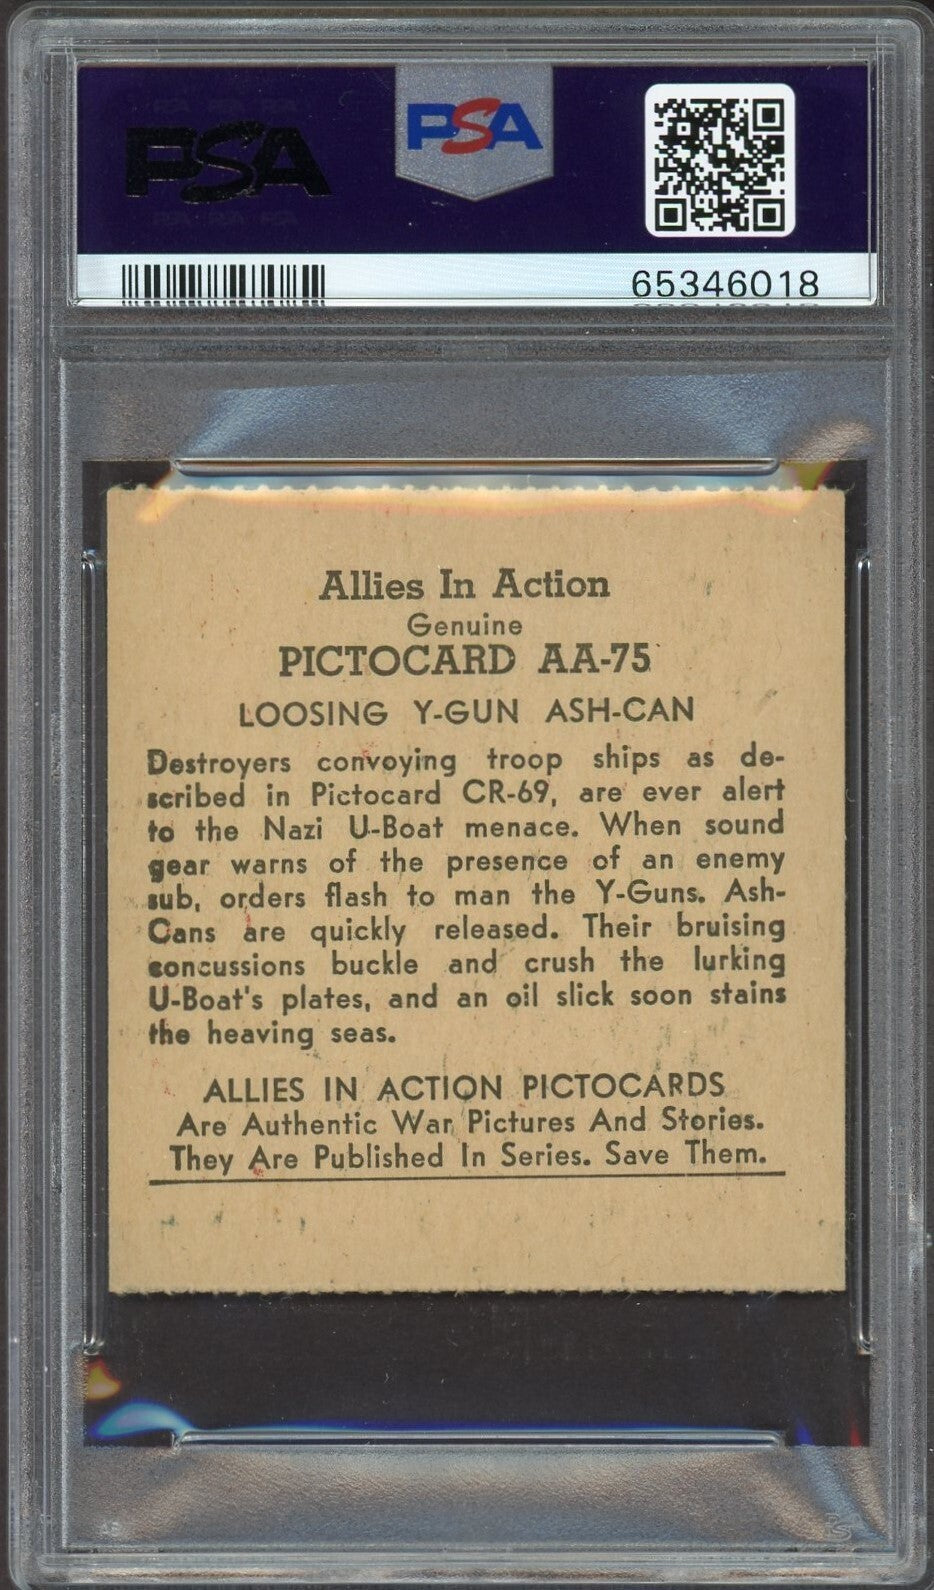 PSA
PSA
65346018
Allies In Action
Genuine
PICTOCARD AA-75
LOOSING Y-GUN ASH-CAN
Destroyers convoying troop ships as de-
scribed in Pictocard CR-69, are ever alert
to the Nazi U-Boat menace. When sound
gear warns of the presence of an enemy
sub, orders flash to man the Y-Guns. Ash-
Cans are quickly released. Their bruising
concussions buckle and crush the lurking
U-Boat's plates, and an oil slick soon stains
the heaving seas.
ALLIES IN ACTION PICTOCARDS
Are Authentic War Pictures And Stories.
They Are Published In Series. Save Them.